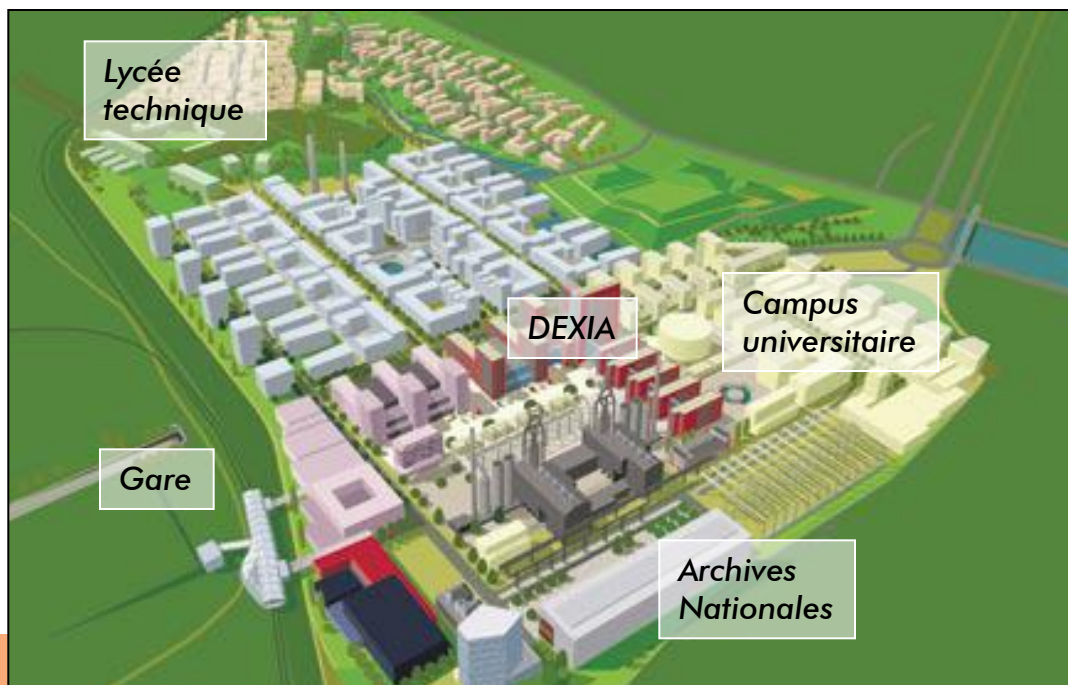 Lycée
technique
DEXIA
Campus
universitaire
Gare
Archives
Nationales